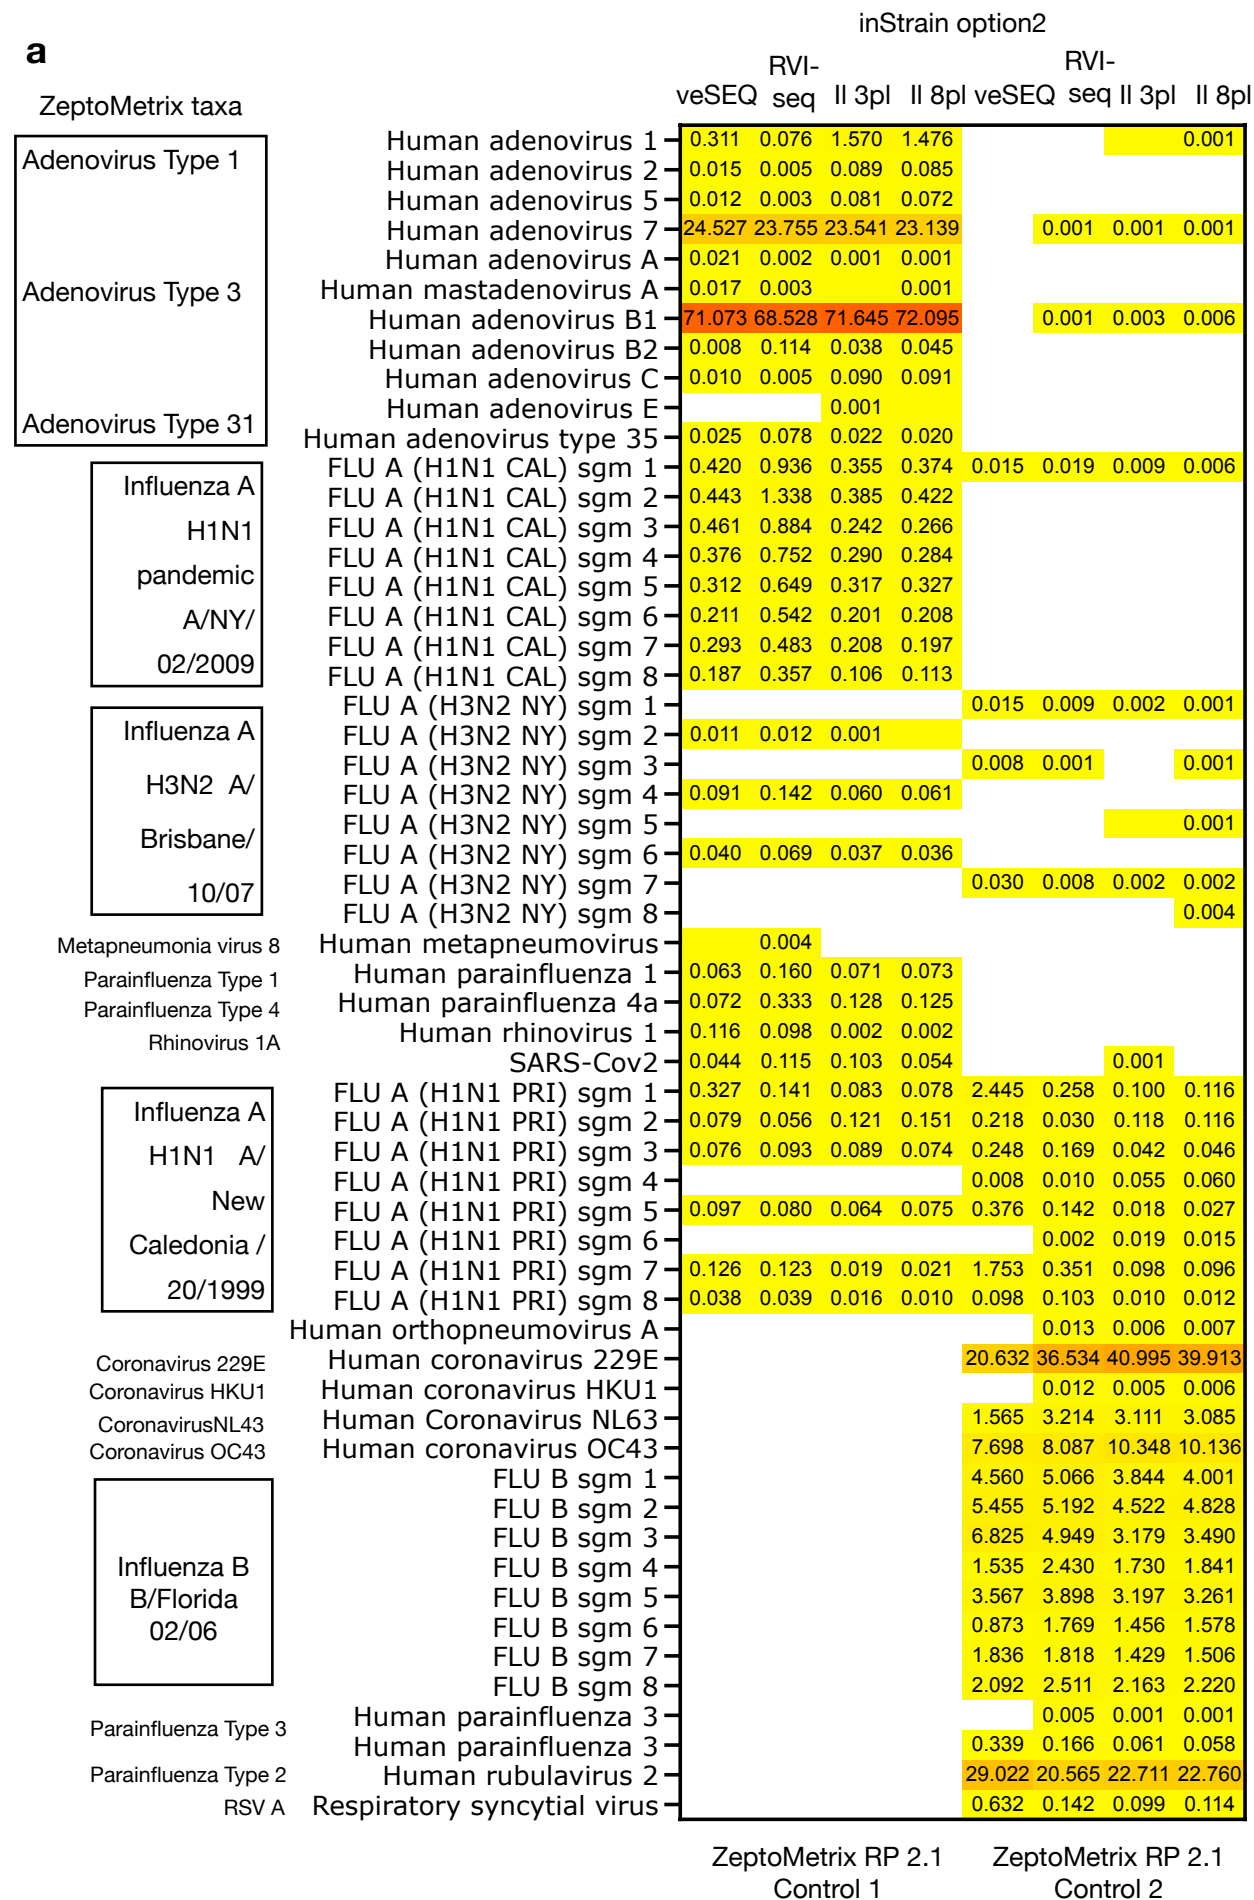 a
inStrain option2
ZeptoMetrix taxa
veSEQ RVI-seq II 3pl II 8pl veSEQ RVI-seq II 3pl II 8pl
Adenovirus Type 1
Adenovirus Type 3
Adenovirus Type 31
Human adenovirus 1 0.311 0.076 1.570 1.476 0.001
Human adenovirus 2 0.015 0.005 0.089 0.085
Human adenovirus 5 0.012 0.003 0.081 0.072
Human adenovirus 7 24.527 23.755 23.541 23.139 0.001 0.001 0.001
Human adenovirus A 0.021 0.002 0.001 0.001
Human mastadenovirus A 0.017 0.003 0.001
Human adenovirus B1 71.073 68.528 71.645 72.095 0.001 0.003 0.006
Human adenovirus B2 0.008 0.114 0.038 0.045
Human adenovirus C 0.010 0.005 0.090 0.091
Human adenovirus E 0.001
Human adenovirus type 35 0.025 0.078 0.022 0.020
Influenza A
H1N1
pandemic
A/NY/
02/2009
FLU A (H1N1 CAL) sgm 1 0.420 0.936 0.355 0.374 0.015 0.019 0.009 0.006
FLU A (H1N1 CAL) sgm 2 0.443 1.338 0.385 0.422
FLU A (H1N1 CAL) sgm 3 0.461 0.884 0.242 0.266
FLU A (H1N1 CAL) sgm 4 0.376 0.752 0.290 0.284
FLU A (H1N1 CAL) sgm 5 0.312 0.649 0.317 0.327
FLU A (H1N1 CAL) sgm 6 0.211 0.542 0.201 0.208
FLU A (H1N1 CAL) sgm 7 0.293 0.483 0.208 0.197
FLU A (H1N1 CAL) sgm 8 0.187 0.357 0.106 0.113
Influenza A
H3N2 A/
Brisbane/
10/07
FLU A (H3N2 NY) sgm 1 0.015 0.009 0.002 0.001
FLU A (H3N2 NY) sgm 2 0.011 0.012 0.001
FLU A (H3N2 NY) sgm 3 0.008 0.001 0.001
FLU A (H3N2 NY) sgm 4 0.091 0.142 0.060 0.061
FLU A (H3N2 NY) sgm 5 0.001
FLU A (H3N2 NY) sgm 6 0.040 0.069 0.037 0.036
FLU A (H3N2 NY) sgm 7 0.030 0.008 0.002 0.002
FLU A (H3N2 NY) sgm 8 0.004
Metapneumonia virus 8 Human metapneumovirus 0.004
Parainfluenza Type 1 Human parainfluenza 1 0.063 0.160 0.071 0.073
Parainfluenza Type 4 Human parainfluenza 4a 0.072 0.333 0.128 0.125
Rhinovirus 1A Human rhinovirus 1 0.116 0.098 0.002 0.002
SARS-Cov2 0.044 0.115 0.103 0.054 0.001
Influenza A
H1N1 A/
New
Caledonia /
20/1999
FLU A (H1N1 PRI) sgm 1 0.327 0.141 0.083 0.078 2.445 0.258 0.100 0.116
FLU A (H1N1 PRI) sgm 2 0.079 0.056 0.121 0.151 0.218 0.030 0.118 0.116
FLU A (H1N1 PRI) sgm 3 0.076 0.093 0.089 0.074 0.248 0.169 0.042 0.046
FLU A (H1N1 PRI) sgm 4 0.008 0.010 0.055 0.060
FLU A (H1N1 PRI) sgm 5 0.097 0.080 0.064 0.075 0.376 0.142 0.018 0.027
FLU A (H1N1 PRI) sgm 6 0.002 0.019 0.015
FLU A (H1N1 PRI) sgm 7 0.126 0.123 0.019 0.021 1.753 0.351 0.098 0.096
FLU A (H1N1 PRI) sgm 8 0.038 0.039 0.016 0.010 0.098 0.103 0.010 0.012
Human orthopneumovirus A 0.013 0.006 0.007
Coronavirus 229E Human coronavirus 229E 20.632 36.534 40.995 39.913
Coronavirus HKU1 Human coronavirus HKU1 0.012 0.005 0.006
CoronavirusNL43 Human Coronavirus NL63 1.565 3.214 3.111 3.085
Coronavirus OC43 Human coronavirus OC43 7.698 8.087 10.348 10.136
Influenza B
B/Florida
02/06
FLU B sgm 1 4.560 5.066 3.844 4.001
FLU B sgm 2 5.455 5.192 4.522 4.828
FLU B sgm 3 6.825 4.949 3.179 3.490
FLU B sgm 4 1.535 2.430 1.730 1.841
FLU B sgm 5 3.567 3.898 3.197 3.261
FLU B sgm 6 0.873 1.769 1.456 1.578
FLU B sgm 7 1.836 1.818 1.429 1.506
FLU B sgm 8 2.092 2.511 2.163 2.220
Parainfluenza Type 3 Human parainfluenza 3 0.005 0.001 0.001
Human parainfluenza 3 0.339 0.166 0.061 0.058
Parainfluenza Type 2 Human rubulavirus 2 29.022 20.565 22.711 22.760
RSV A Respiratory syncytial virus 0.632 0.142 0.099 0.114
ZeptoMetrix RP 2.1 ZeptoMetrix RP 2.1
Control 1 Control 2